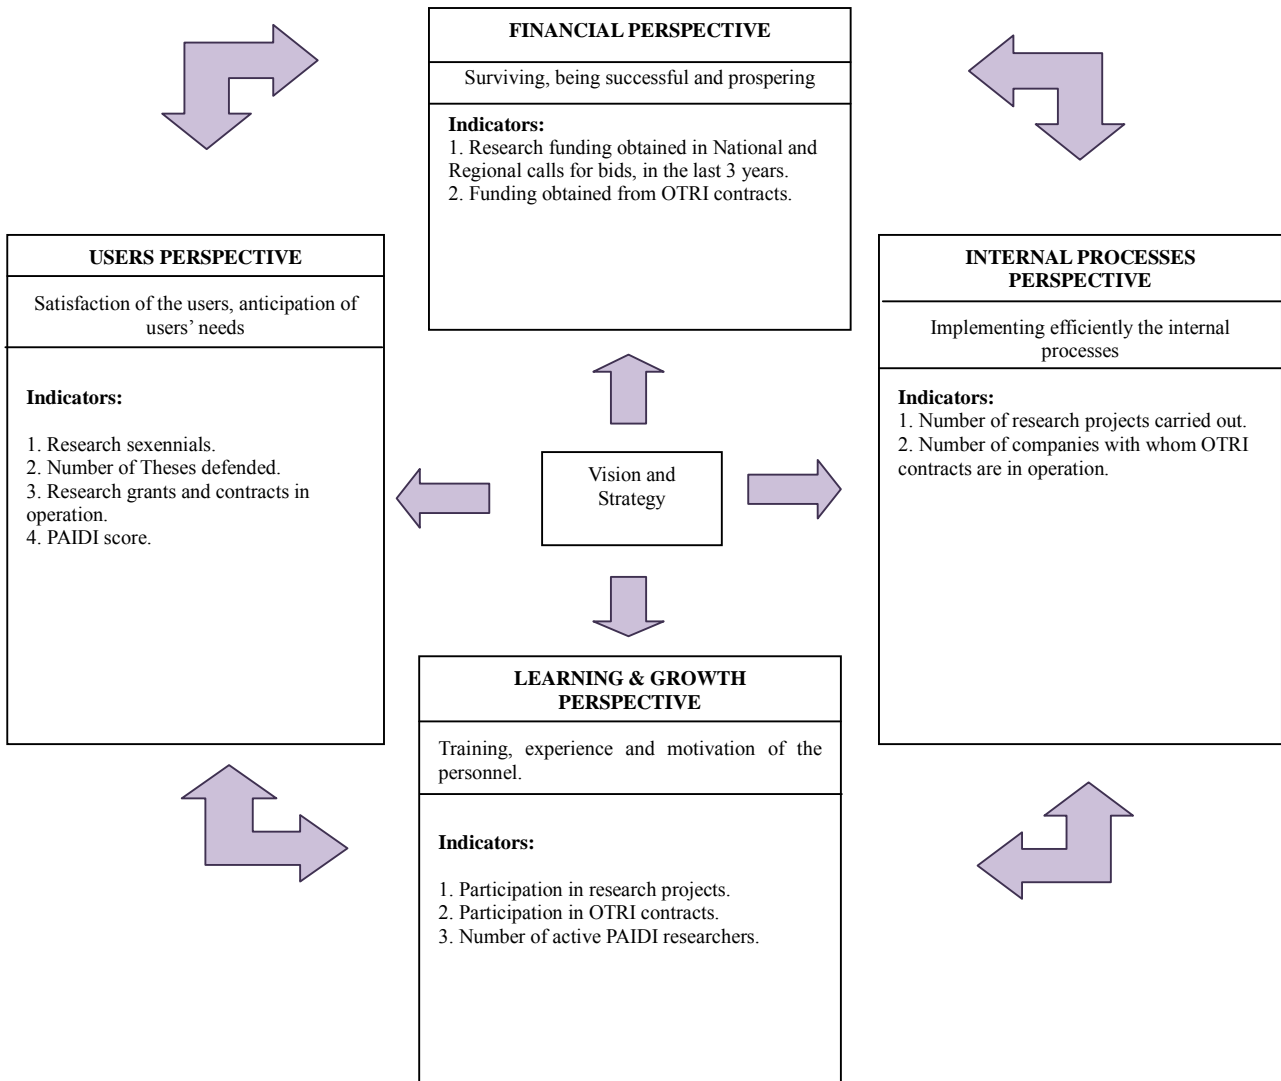 FINANCIAL PERSPECTIVE
Surviving, being successful and prospering
Indicators:
1. Research funding obtained in National and
Regional calls for bids, in the last 3 years.
2. Funding obtained from OTRI contracts.
USERS PERSPECTIVE
Satisfaction of the users, anticipation of
users’ needs
Indicators:
1. Research sexennials.
2. Number of Theses defended.
3. Research grants and contracts in
operation.
4. PAIDI score.
Vision and
Strategy
INTERNAL PROCESSES
PERSPECTIVE
Implementing efficiently the internal
processes
Indicators:
1. Number of research projects carried out.
2. Number of companies with whom OTRI
contracts are in operation.
LEARNING & GROWTH
PERSPECTIVE
Training, experience and motivation of the
personnel.
Indicators:
1. Participation in research projects.
2. Participation in OTRI contracts.
3. Number of active PAIDI researchers.